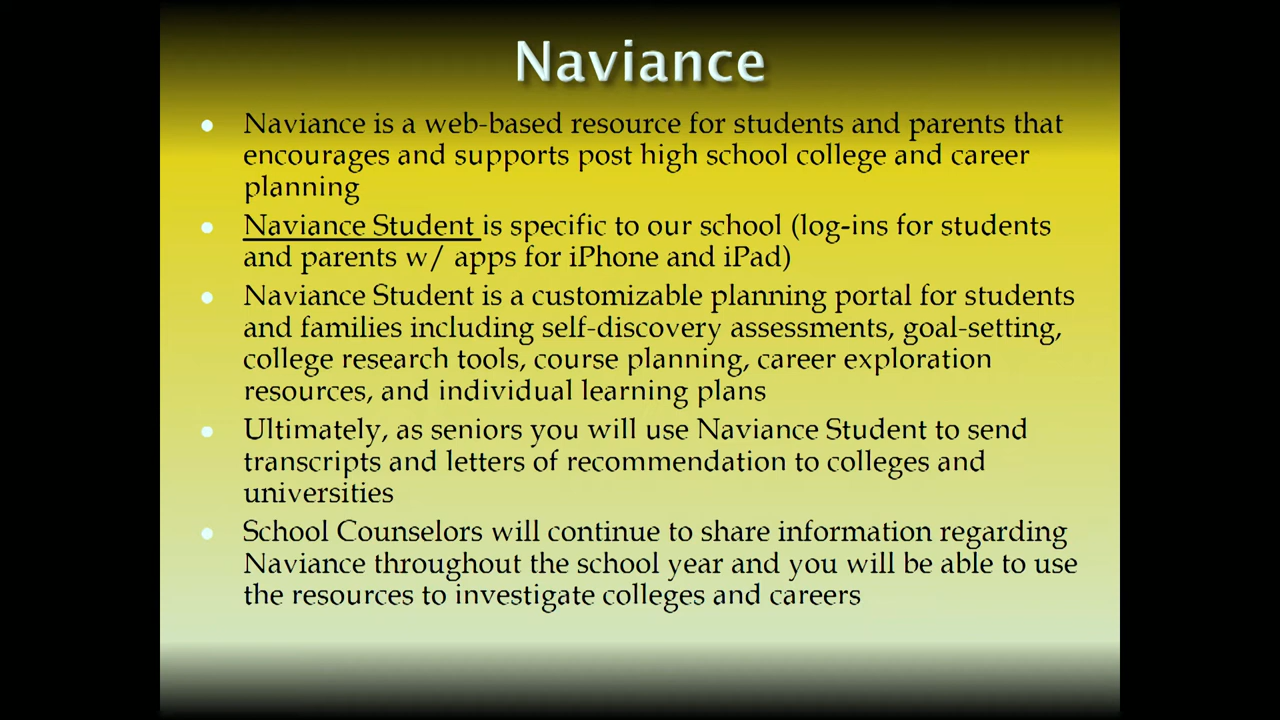 Naviance
Naviance is a web-based resource for students and parents that
encourages and supports post high school college and career
planning
Naviance Student is specific to our school (log-ins for students
and parents w/ apps for iPhone and iPad)
Naviance Student is a customizable planning portal for students
and families including self-discovery assessments, goal-setting,
college research tools, course planning, career exploration
resources, and individual learning plans
Ultimately, as seniors you will use Naviance Student to send
transcripts and letters of recommendation to colleges and
universities
School Counselors will continue to share information regarding
Naviance throughout the school year and you will be able to use
the resources to investigate colleges and careers